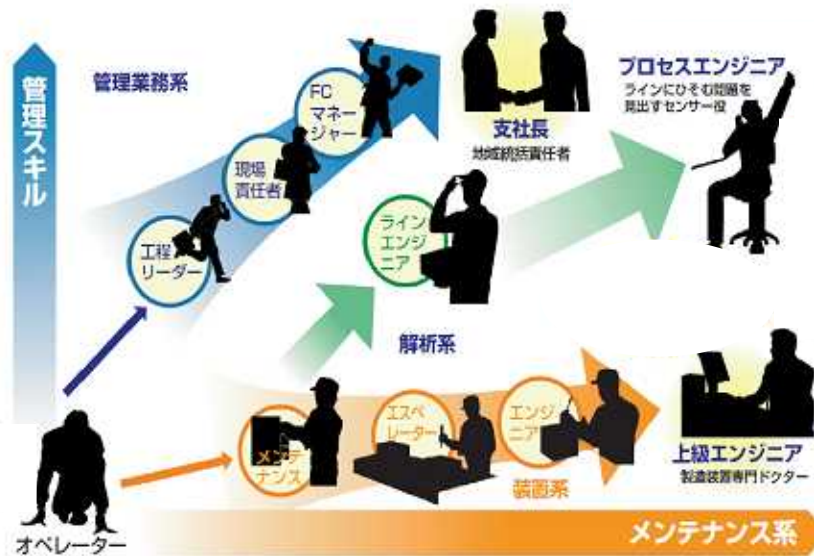 管理スキル
管理業務系
FC
マネー
ジャー
現場
責任者
工程
リーダー
支社長
地域統括責任者
プロセスエンジニア
ラインにひそむ問題を
見出すセンサー役
ライン
エンジ
ニア
解析系
メンテ
ナンス
エスペ
レーター
エンジ
ニア
装置系
上級エンジニア
製造装置専門ドクター
オペレーター
メンテナンス系